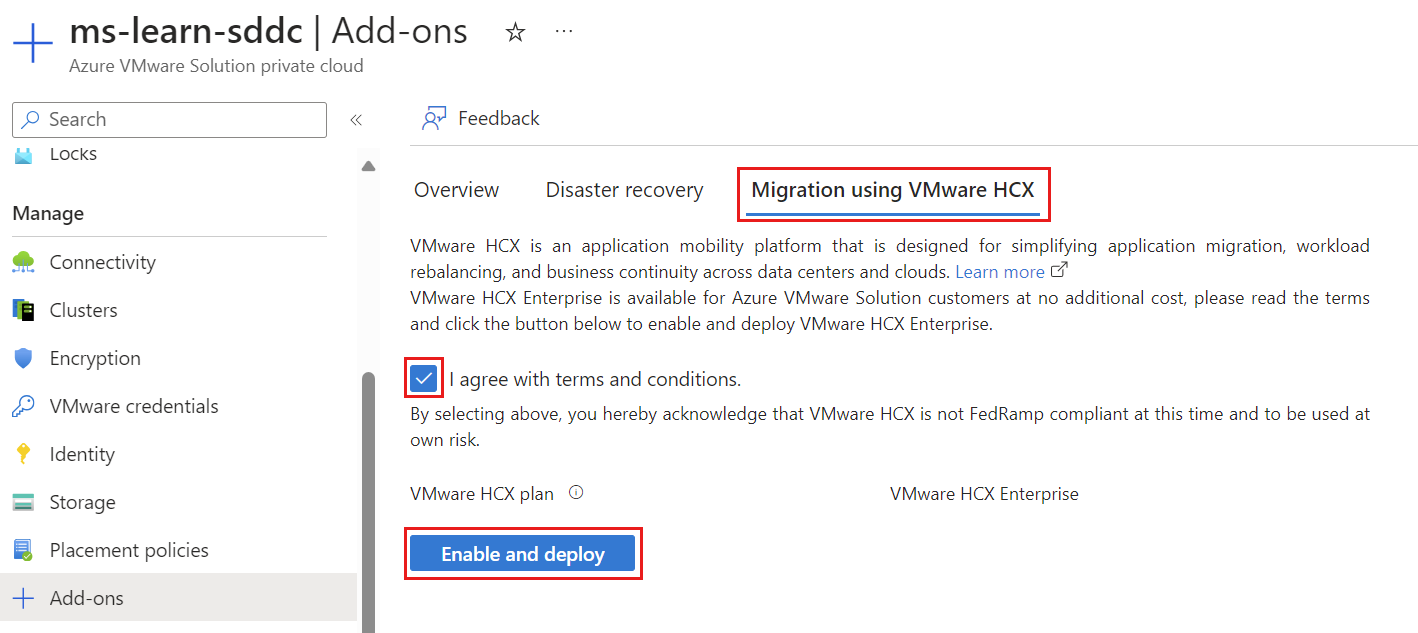 ms-learn-sddc | Add-ons
Azure VMware Solution private cloud
Search
Locks
Manage
Connectivity
Clusters
Encryption
VMware credentials
Identity
Storage
Placement policies
Add-ons
Feedback
Overview Disaster recovery Migration using VMware HCX
VMware HCX is an application mobility platform that is designed for simplifying application migration, workload
rebalancing, and business continuity across data centers and clouds. Learn more
VMware HCX Enterprise is available for Azure VMware Solution customers at no additional cost, please read the terms
and click the button below to enable and deploy VMware HCX Enterprise.
I agree with terms and conditions.
By selecting above, you hereby acknowledge that VMware HCX is not FedRamp compliant at this time and to be used at
own risk.
VMware HCX plan VMware HCX Enterprise
Enable and deploy